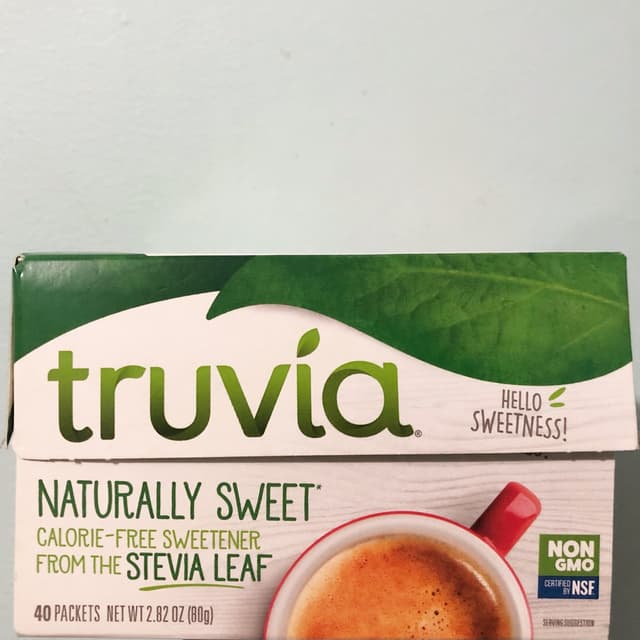 truvía®
HELLO
SWEETNESS!
NATURALLY SWEET*
CALORIE-FREE SWEETENER
FROM THE STEVIA LEAF
40 PACKETS NET WT 2.82 OZ (80g)
NON
GMO
CERTIFIED
BY NSF
SERVING SUGGESTION